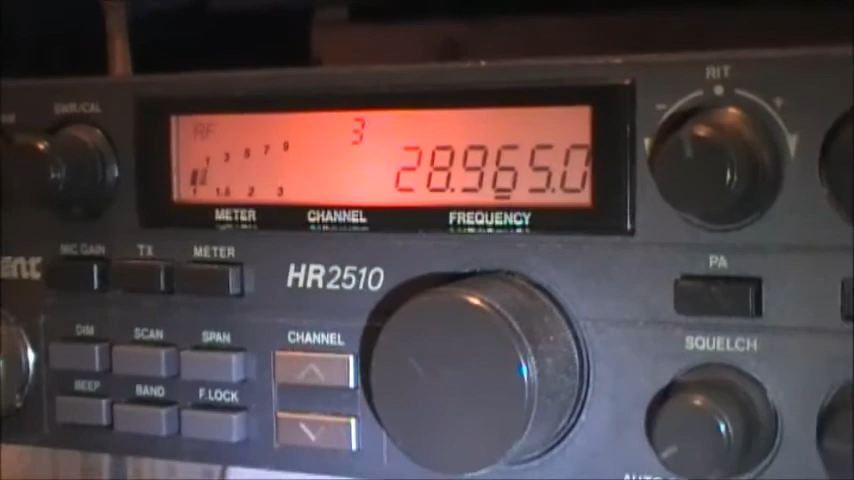 RIT
SWR/CAL
RF
3
1 3 5 7 9
28.965.0
1 1.5 2 3
METER CHANNEL FREQUENCY
MIC GAIN TX METER
PA
HR2510
DIM SCAN SPAN
CHANNEL
SQUELCH
BEEP BAND F.LOCK